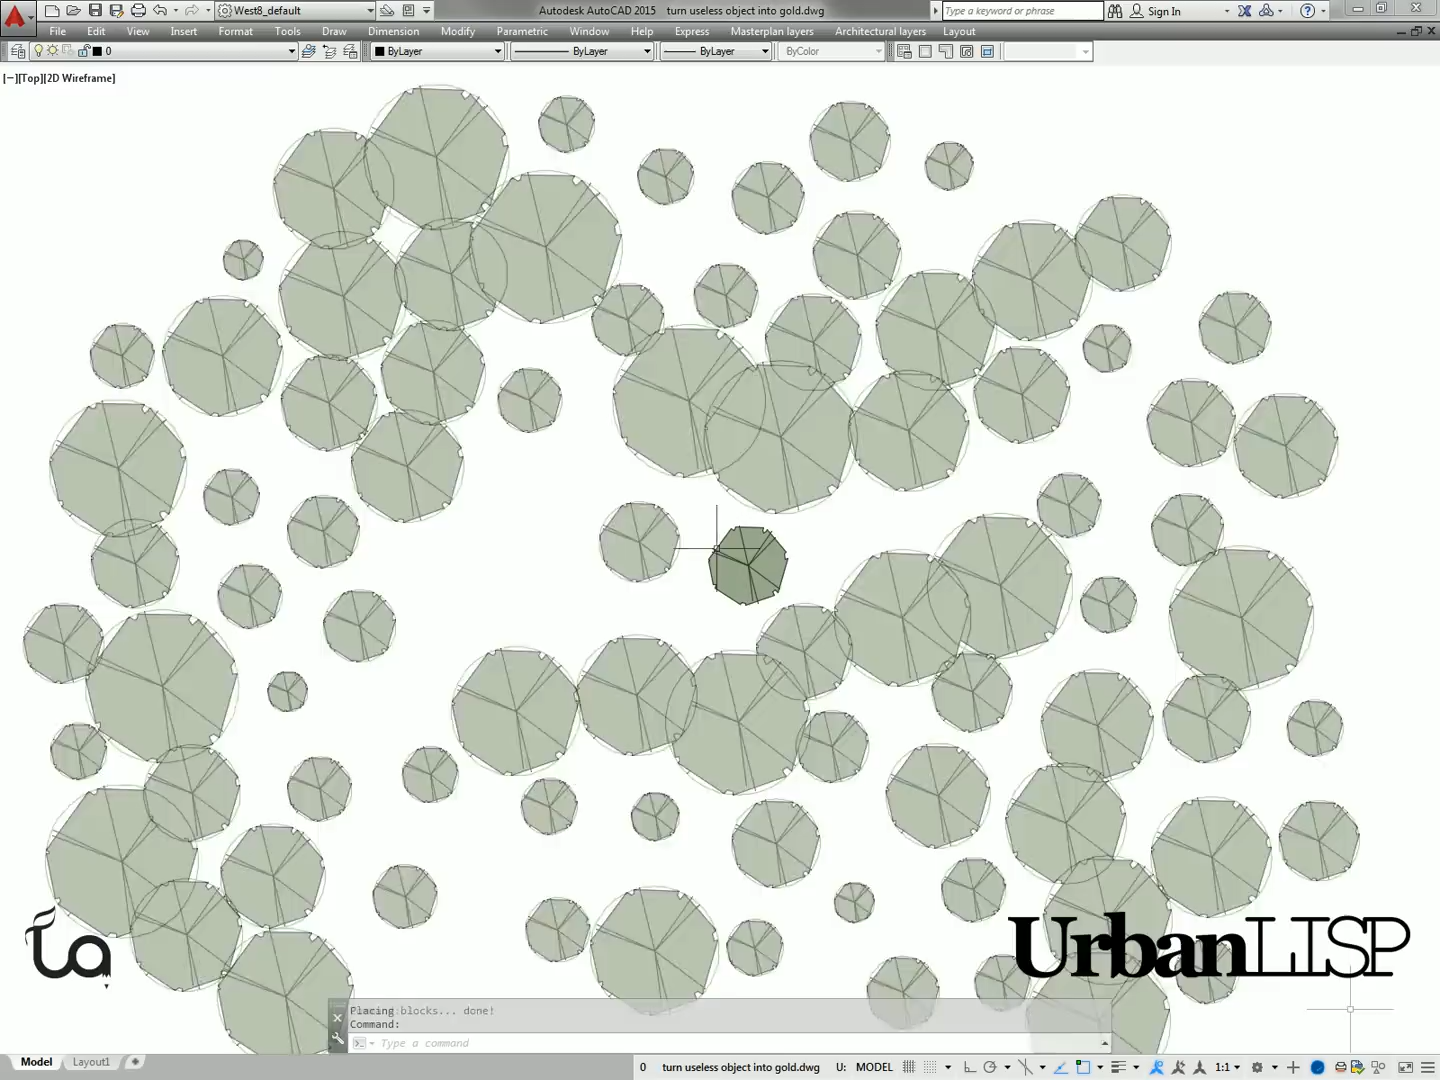 West8_default
Autodesk AutoCAD 2015 turn useless object into gold.dwg
Type a keyword or phrase
Sign In
File Edit View Insert Format Tools Draw Dimension Modify Parametric Window Help Express Masterplan layers Architectural layers Layout
0
ByLayer
ByLayer
ByLayer
ByColor
[−][Top][2D Wireframe]
ta
UrbanLISP
Placing blocks... done!
Command:
Type a command
Model Layout1
0 turn useless object into gold.dwg U: MODEL 1:1